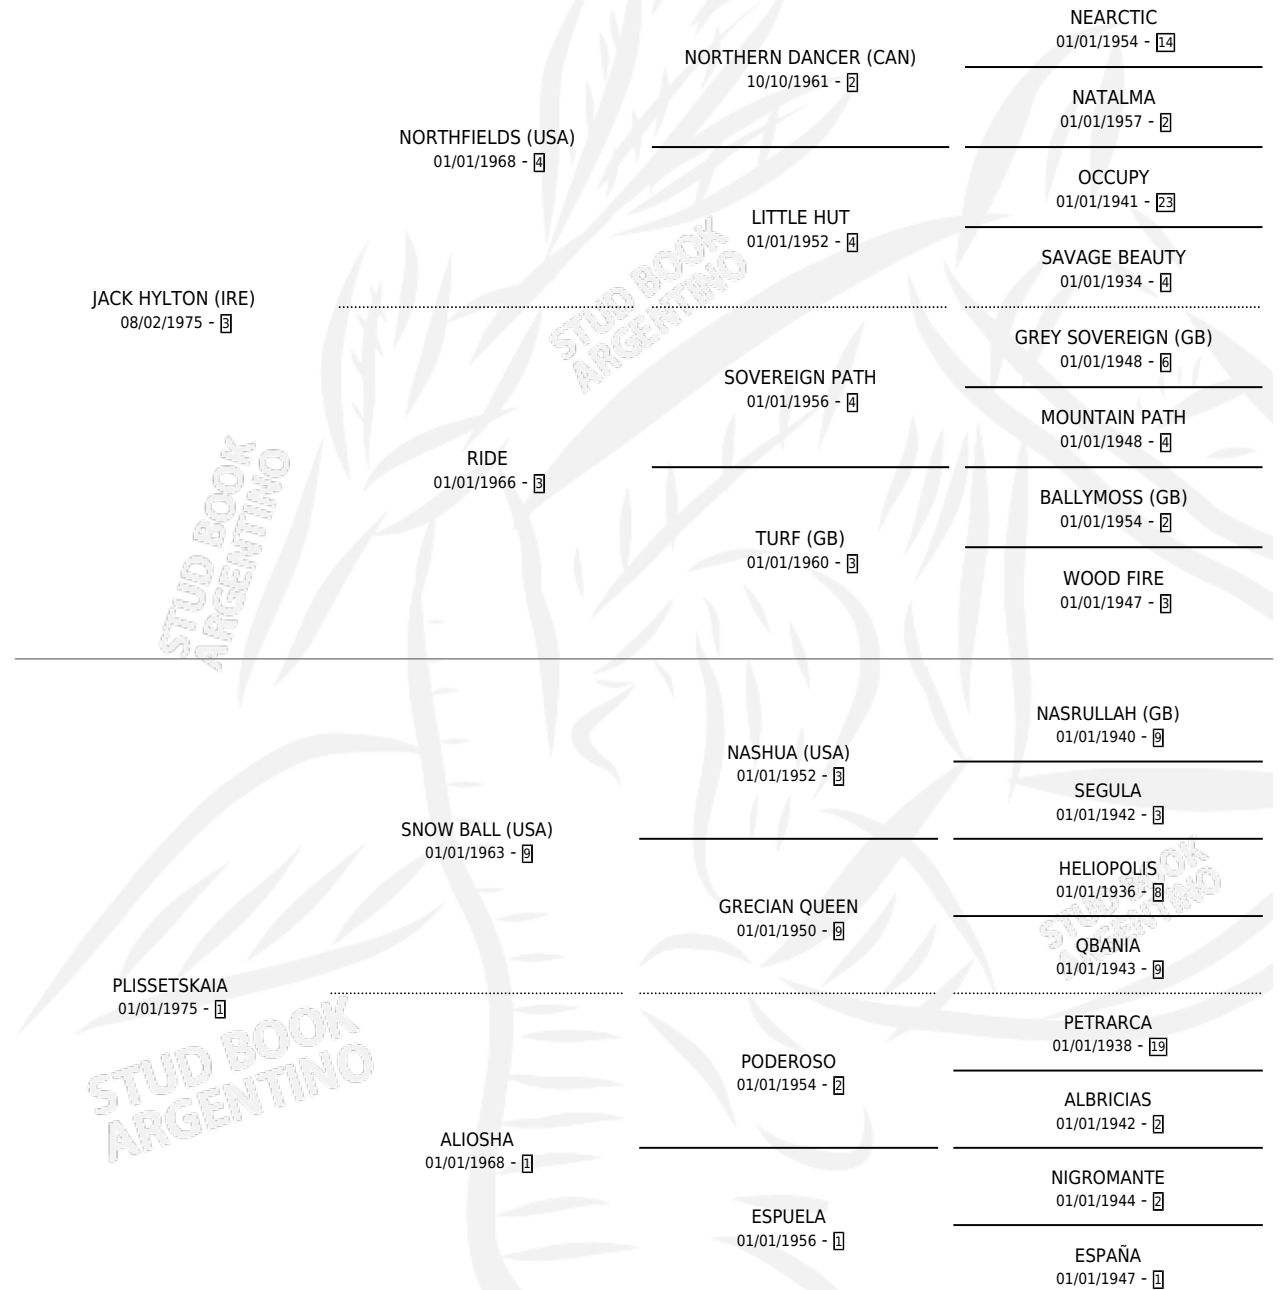 NEARCTIC
01/01/1954 - 14
NORTHERN DANCER (CAN)
10/10/1961 - 2
NATALMA
01/01/1957 - 2
NORTHFIELDS (USA)
01/01/1968 - 4
OCCUPY
01/01/1941 - 23
LITTLE HUT
01/01/1952 - 4
SAVAGE BEAUTY
01/01/1934 - 4
JACK HYLTON (IRE)
08/02/1975 - 3
GREY SOVEREIGN (GB)
01/01/1948 - 6
SOVEREIGN PATH
01/01/1956 - 4
MOUNTAIN PATH
01/01/1948 - 4
RIDE
01/01/1966 - 3
BALLYMOSS (GB)
01/01/1954 - 2
TURF (GB)
01/01/1960 - 3
WOOD FIRE
01/01/1947 - 3
NASRULLAH (GB)
01/01/1940 - 9
NASHUA (USA)
01/01/1952 - 3
SEGULA
01/01/1942 - 3
SNOW BALL (USA)
01/01/1963 - 9
HELIOPOLIS
01/01/1936 - 8
GRECIAN QUEEN
01/01/1950 - 9
QBANIA
01/01/1943 - 9
PLISSETSKAIA
01/01/1975 - 1
PETRARCA
01/01/1938 - 19
PODEROSO
01/01/1954 - 2
ALBRICIAS
01/01/1942 - 2
ALIOSHA
01/01/1968 - 1
NIGROMANTE
01/01/1944 - 2
ESPUELA
01/01/1956 - 1
ESPAÑA
01/01/1947 - 1
STUD BOOK
ARGENTINO
STUD BOOK
ARGENTINO
STUD BOOK
ARGENTINO
STUD BOOK
ARGENTINO